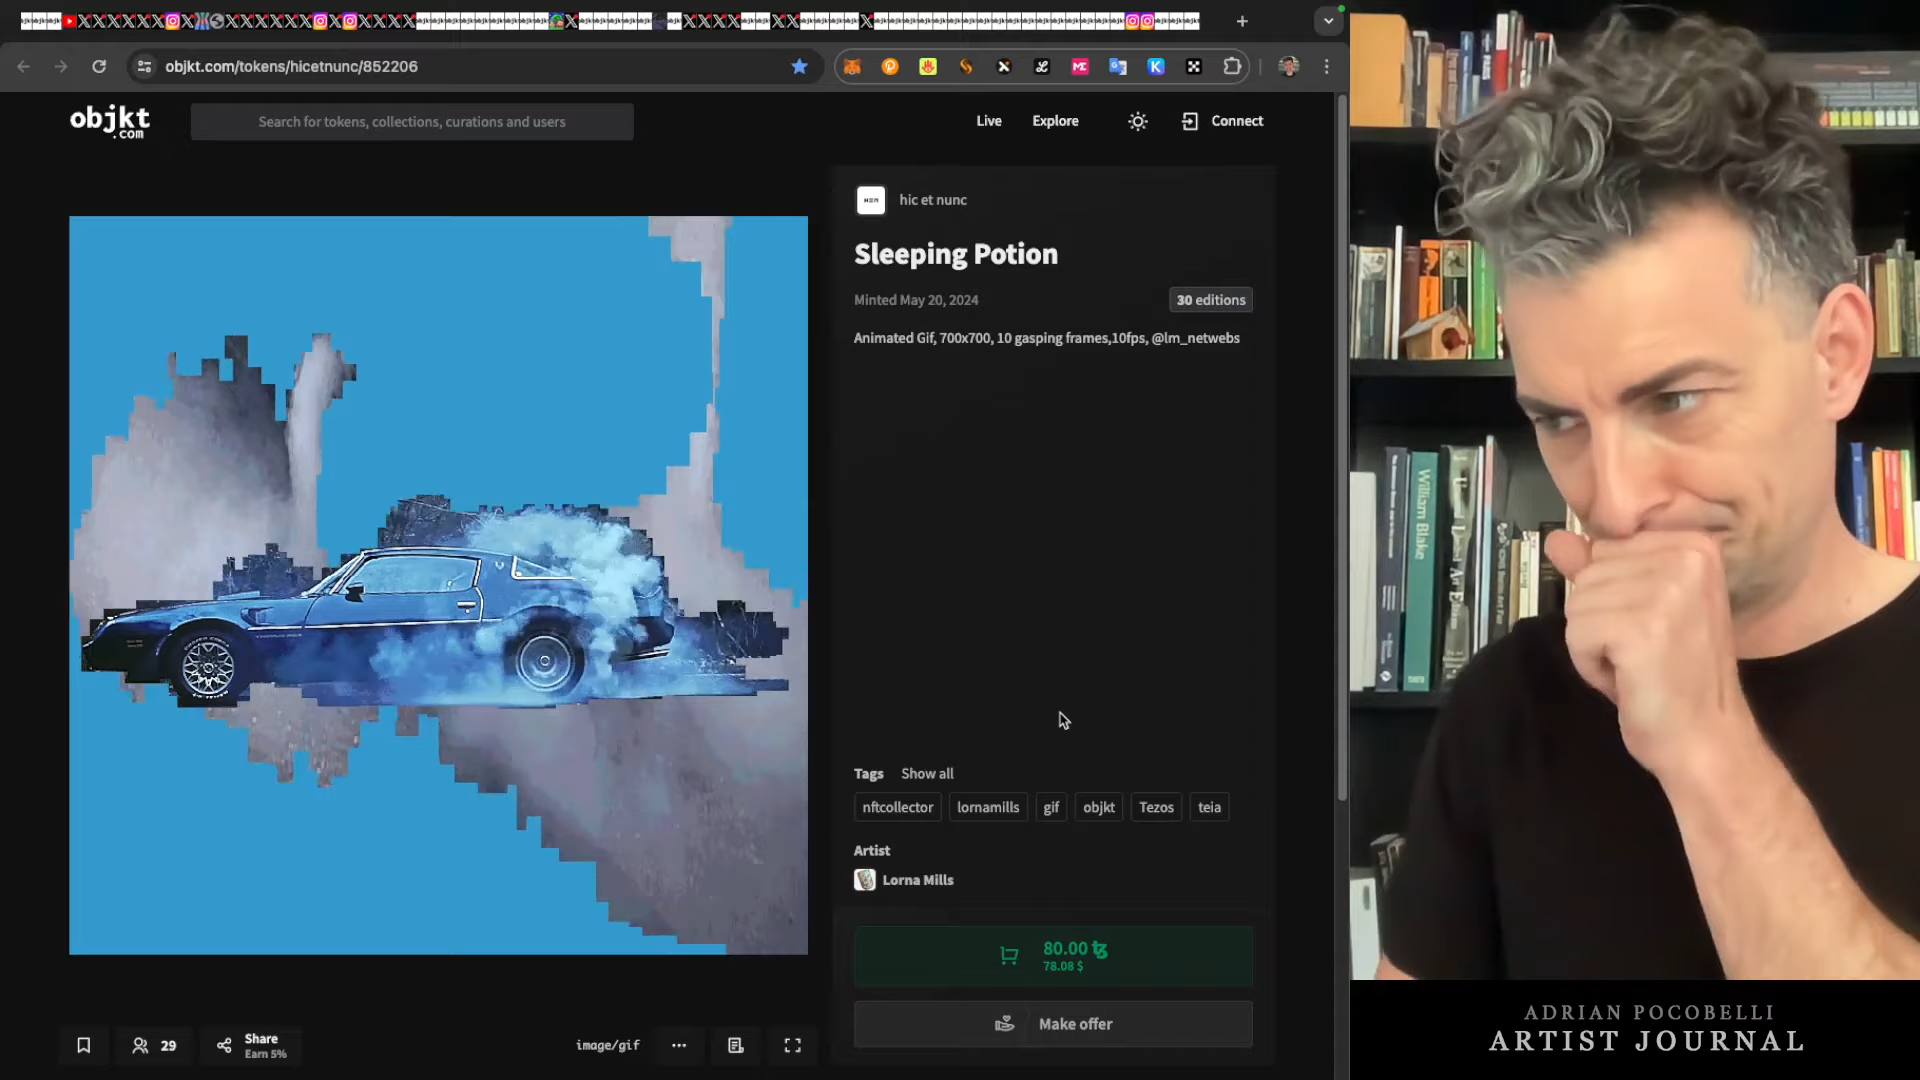 objkt.com/tokens/hicetnunc/852206
objkt
.com
Search for tokens, collections, curations and users
Live
Explore
Connect
hic et nunc
Sleeping Potion
Minted May 20, 2024
30 editions
Animated Gif, 700x700, 10 gasping frames,10fps, @lm_netwebs
Tags
Show all
nftcollector
lornamills
gif
objkt
Tezos
teia
Artist
Lorna Mills
80.00
78.08 $
Make offer
29
Share
Earn 5%
image/gif
William Blake
ADRIAN POCOBELLI
ARTIST JOURNAL